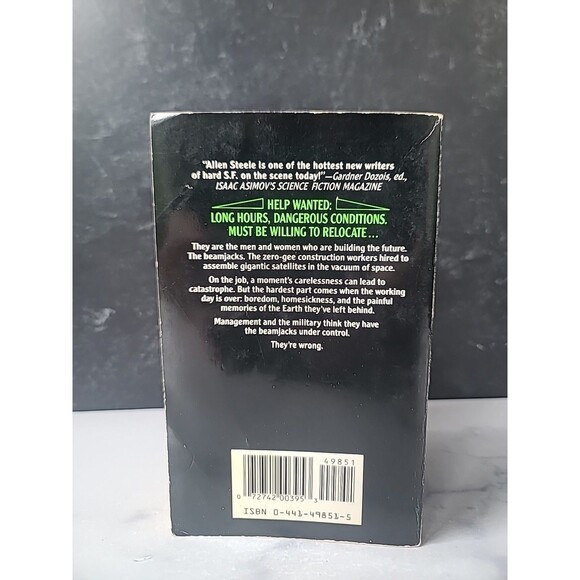 "Allen Steele is one of the hottest new writers
of hard S.F. on the scene today!"—Gardner Dozois, ed.,
ISAAC ASIMOV'S SCIENCE FICTION MAGAZINE
HELP WANTED:
LONG HOURS, DANGEROUS CONDITIONS.
MUST BE WILLING TO RELOCATE...
They are the men and women who are building the future.
The beamjacks. The zero-gee construction workers hired to
assemble gigantic satellites in the vacuum of space.
On the job, a moment's carelessness can lead to
catastrophe. But the hardest part comes when the working
day is over: boredom, homesickness, and the painful
memories of the Earth they've left behind.
Management and the military think they have
the beamjacks under control.
They're wrong.
49851
0 72742 00395 3
ISBN 0-441-49851-5